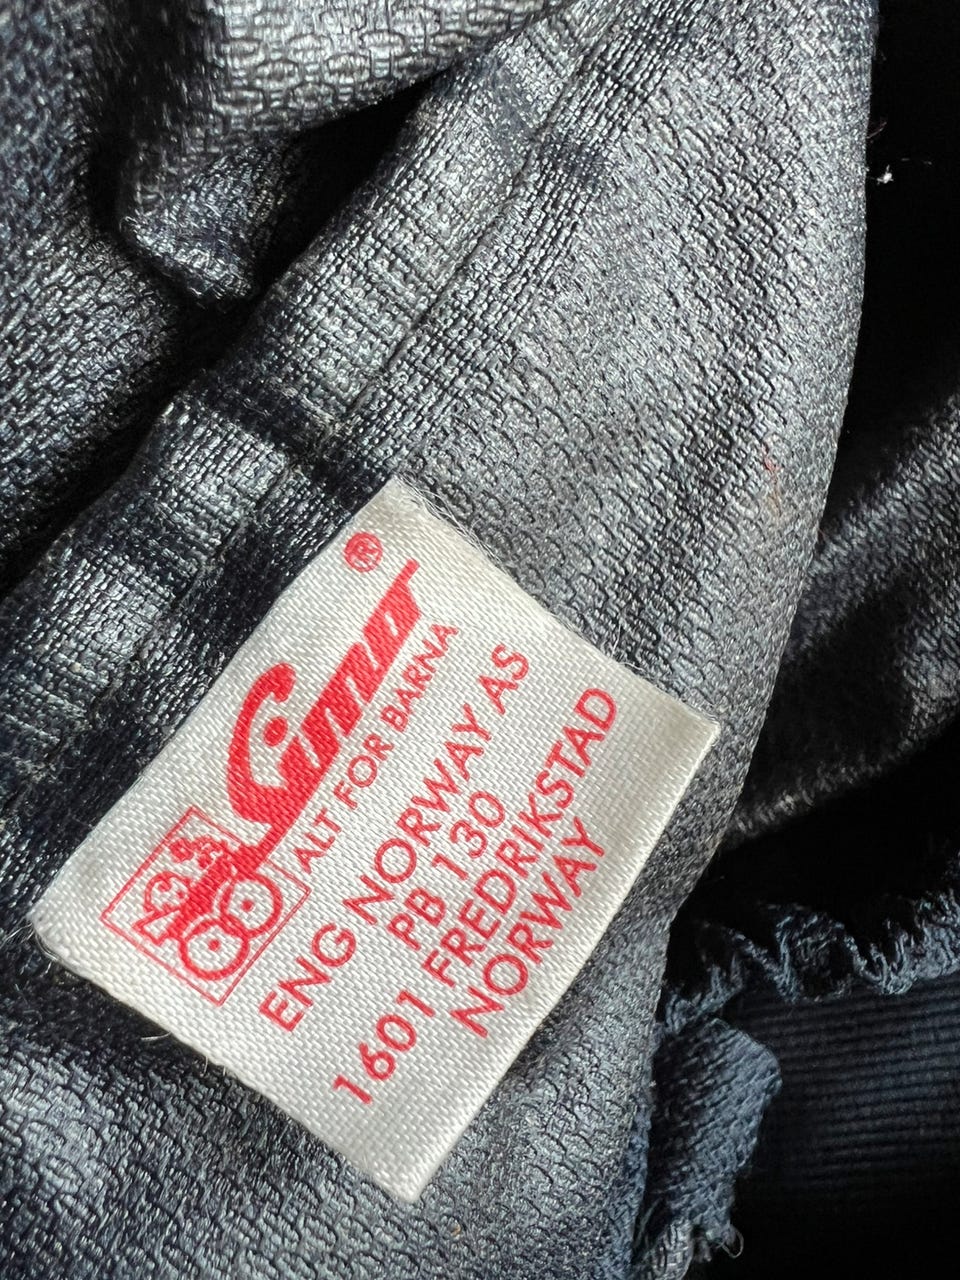 ®
ALT FOR BARNA
ENG NORWAY AS
PB 130
1601 FREDRIKSTAD
NORWAY